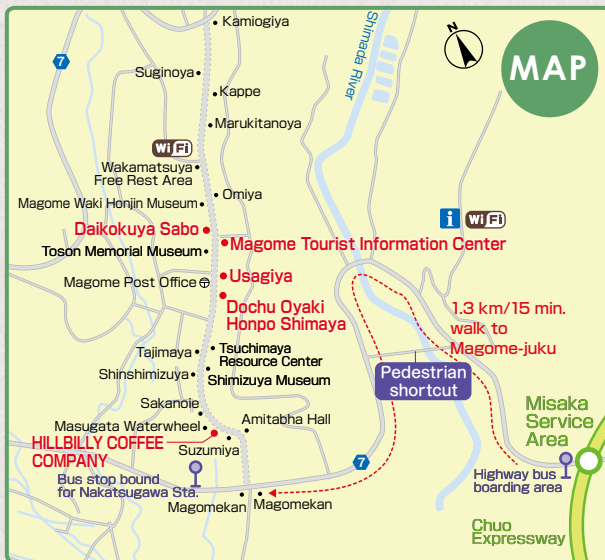 Kamiogiya
N
MAP
Shimada River
7
Suginoya
Kappe
Marukitanoya
Wi Fi
Wakamatsuya
Free Rest Area
Omiya
Magome Waki Honjin Museum
Daikokuya Sabo
i Wi Fi
Magome Tourist Information Center
Toson Memorial Museum
Usagiya
Magome Post Office
Dochu Oyaki
Honpo Shimaya
1.3 km/15 min.
walk to
Magome-juku
Tajimaya
Tsuchimaya
Resource Center
Pedestrian
shortcut
Shinshimizuya
Shimizuya Museum
Sakanoie
Misaka
Service
Area
Masugata Waterwheel
Amitabha Hall
HILLBILLY COFFEE
COMPANY
Suzumiya
7
Bus stop bound
for Nakatsugawa Sta.
Highway bus
boarding area
Magomekan
Magomekan
Chuo
Expressway